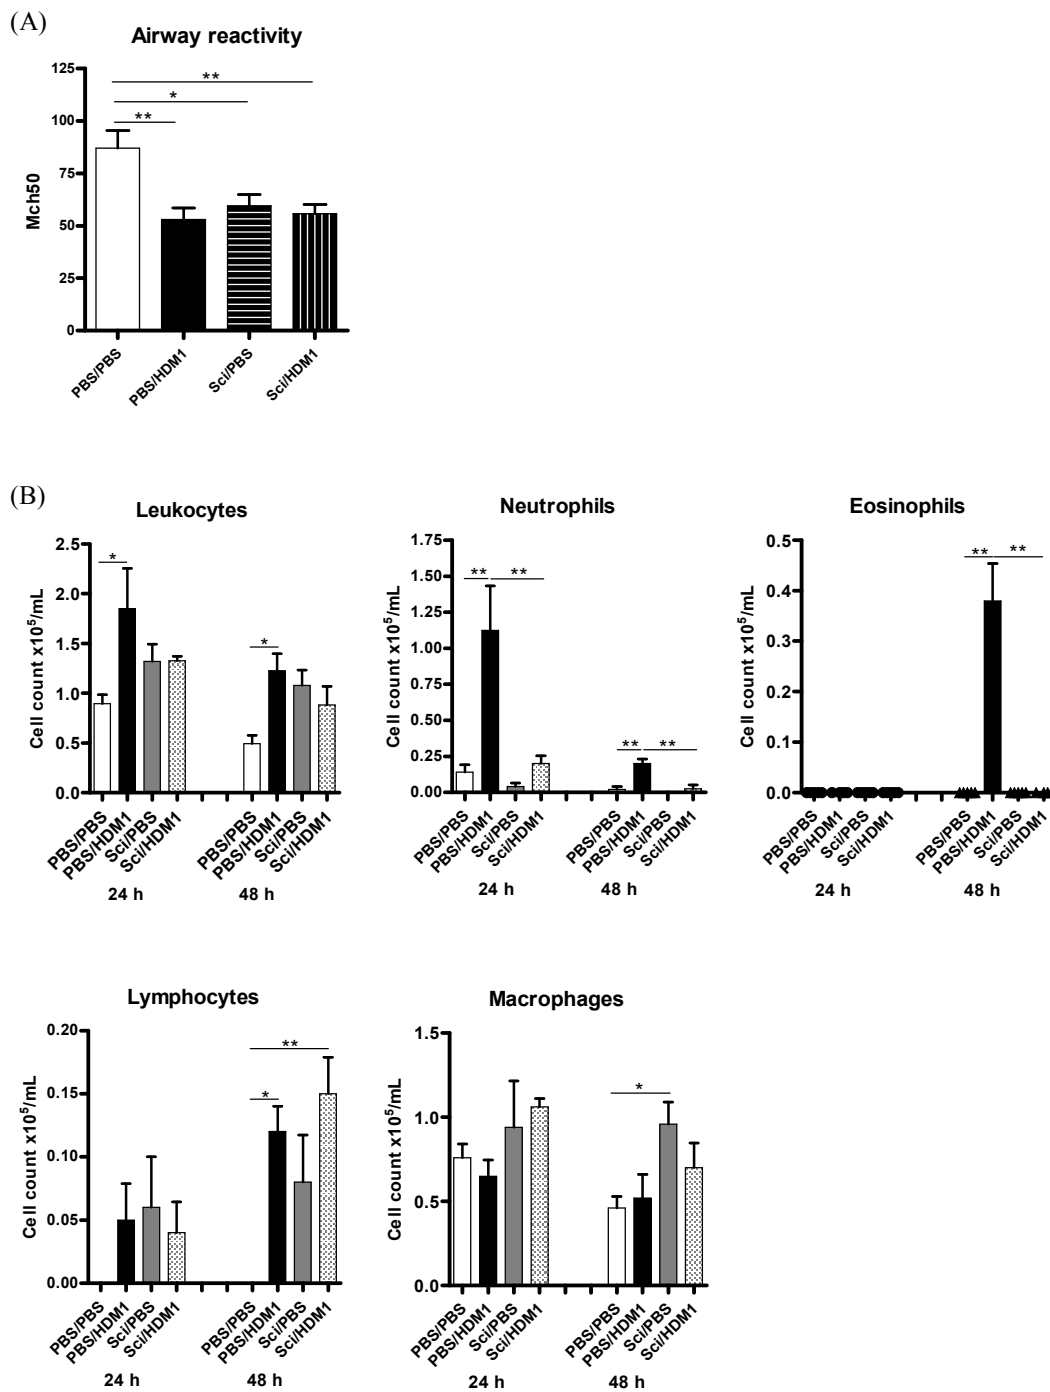 (A)
Airway reactivity
Mch50
125
100
75
50
25
0
**
*
**
PBS/PBS
PBS/HDM1
Sci/PBS
Sci/HDM1
(B)
Leukocytes
Cell count x10⁵/mL
2.5
2.0
1.5
1.0
0.5
0.0
*
*
PBS/PBS
PBS/HDM1
Sci/PBS
Sci/HDM1
PBS/PBS
PBS/HDM1
Sci/PBS
Sci/HDM1
24 h
48 h
Neutrophils
Cell count x10⁵/mL
1.75
1.50
1.25
1.00
0.75
0.50
0.25
0.00
**
**
**
**
PBS/PBS
PBS/HDM1
Sci/PBS
Sci/HDM1
PBS/PBS
PBS/HDM1
Sci/PBS
Sci/HDM1
24 h
48 h
Eosinophils
Cell count x10⁵/mL
0.5
0.4
0.3
0.2
0.1
0.0
**
**
PBS/PBS
PBS/HDM1
Sci/PBS
Sci/HDM1
PBS/PBS
PBS/HDM1
Sci/PBS
Sci/HDM1
24 h
48 h
Lymphocytes
Cell count x10⁵/mL
0.20
0.15
0.10
0.05
0.00
**
*
PBS/PBS
PBS/HDM1
Sci/PBS
Sci/HDM1
PBS/PBS
PBS/HDM1
Sci/PBS
Sci/HDM1
24 h
48 h
Macrophages
Cell count x10⁵/mL
1.5
1.0
0.5
0.0
*
PBS/PBS
PBS/HDM1
Sci/PBS
Sci/HDM1
PBS/PBS
PBS/HDM1
Sci/PBS
Sci/HDM1
24 h
48 h